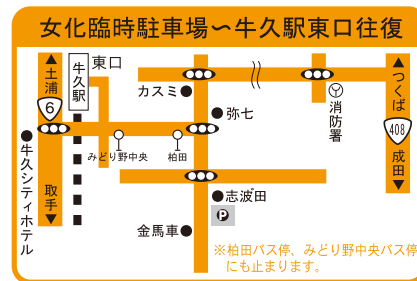 女化臨時駐車場〜牛久駅東口往復
▲土浦
6
取手▼
牛久駅
東口
カスミ
弥七
消防署
▲つくば
408
成田▼
牛久シティホテル
みどり野中央
柏田
志波田
P
金馬車
※柏田バス停、みどり野中央バス停
にも止まります。